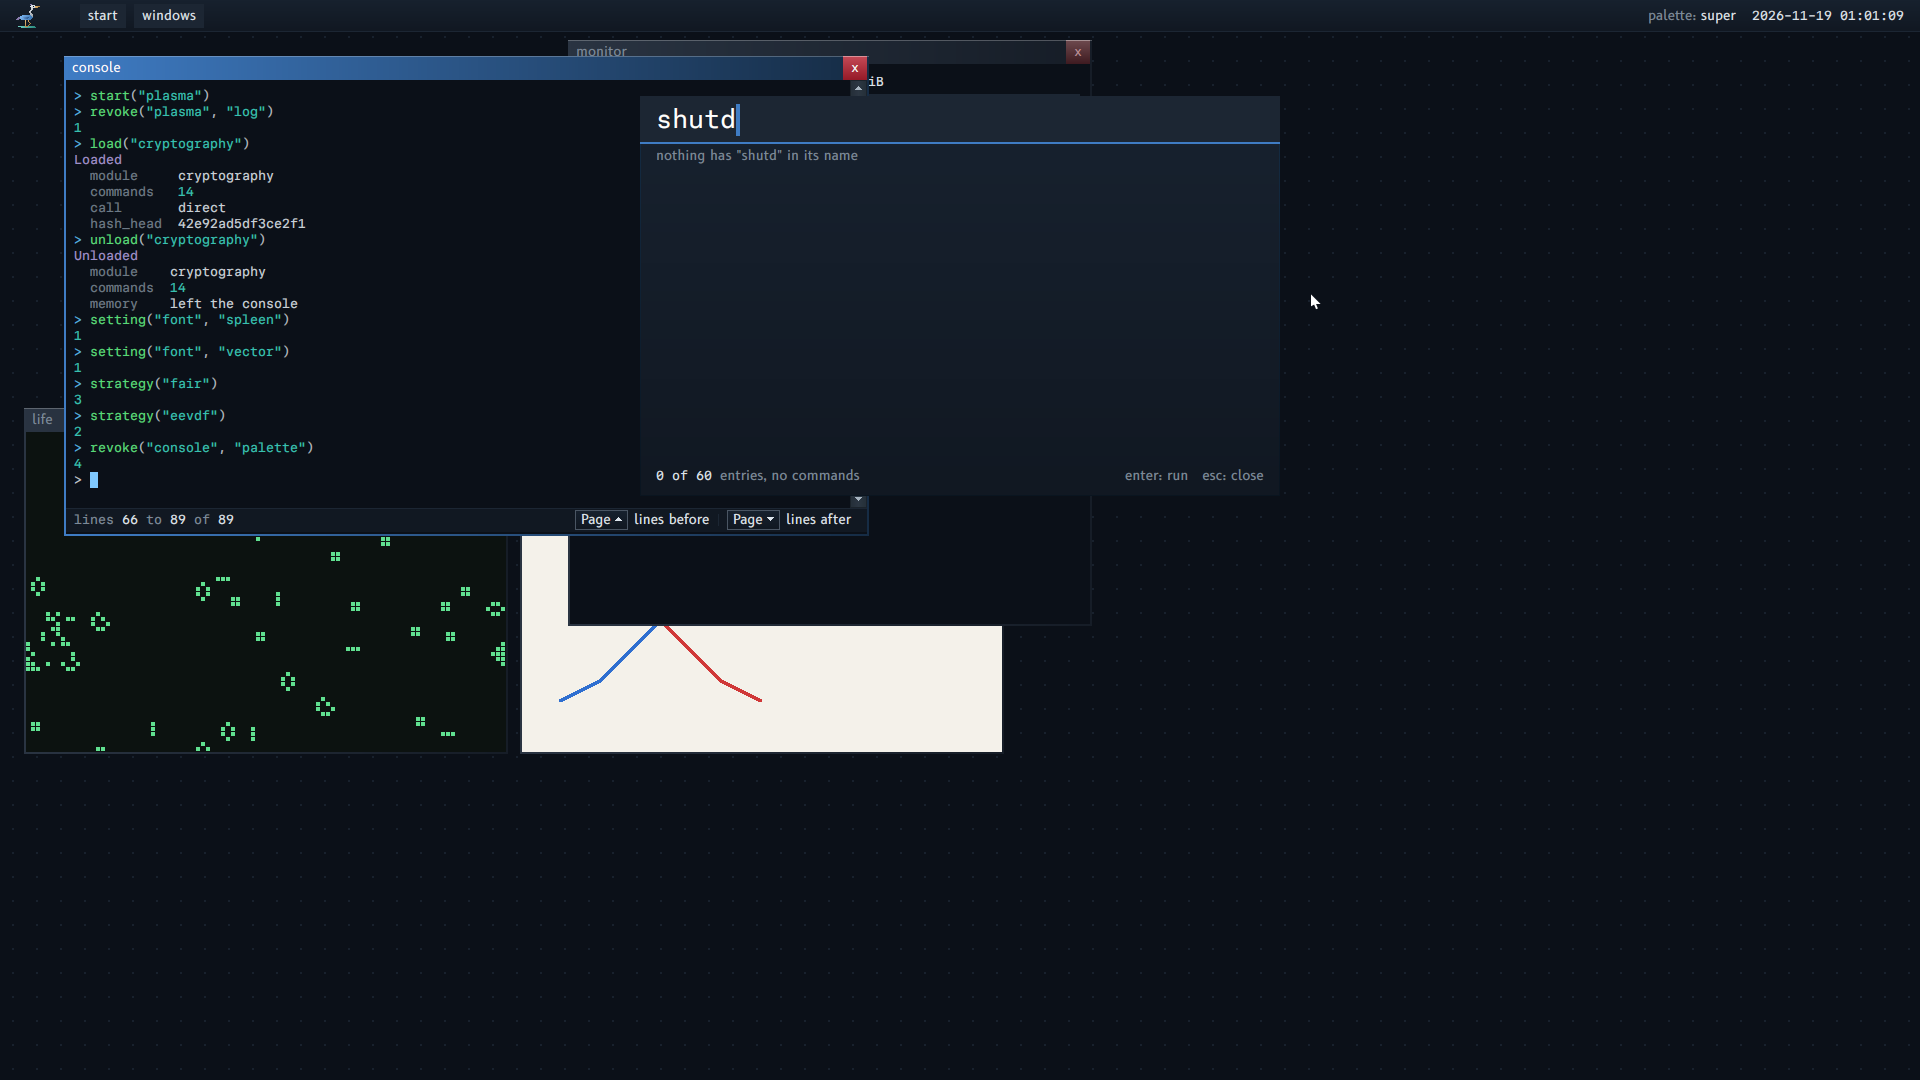 start windows palette: super 2026-11-19 01:01:09
monitor x
console x
iB
> start("plasma")
> revoke("plasma", "log")
1
> load("cryptography")
Loaded
module cryptography
commands 14
call direct
hash_head 42e92ad5df3ce2f1
> unload("cryptography")
Unloaded
module cryptography
commands 14
memory left the console
> setting("font", "spleen")
1
> setting("font", "vector")
1
> strategy("fair")
3
> strategy("eevdf")
2
> revoke("console", "palette")
4
>
lines 66 to 89 of 89 Page lines before Page lines after
shutd
nothing has "shutd" in its name
0 of 60 entries, no commands enter: run esc: close
life